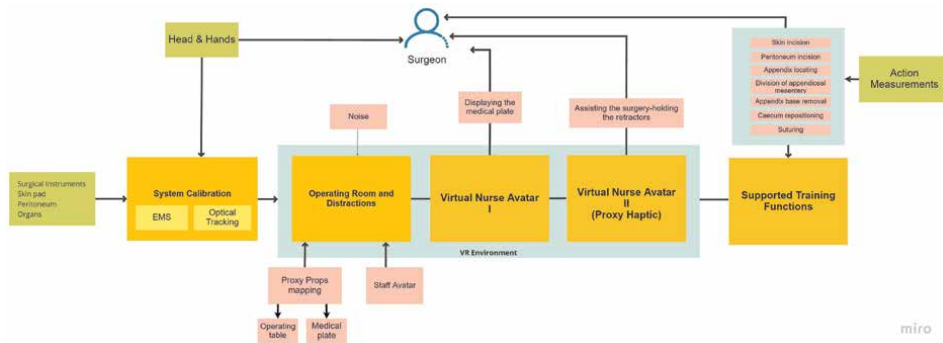 Head & Hands
Surgeon
Skin incision
Peritoneum incision
Appendix locating
Division of appendiceal
mesentery
Appendix base removal
Caecum repositioning
Suturing
Action
Measurements
Noise
Displaying the
medical plate
Assisting the surgery-holding
the retractors
Surgical Instruments
Skin pad
Peritoneum
Organs
System Calibration
EMS
Optical
Tracking
Operating Room and
Distractions
Virtual Nurse Avatar
I
Virtual Nurse Avatar
II
(Proxy Haptic)
Supported Training
Functions
VR Environment
Proxy Props
mapping
Staff Avatar
Operating
table
Medical
plate
miro